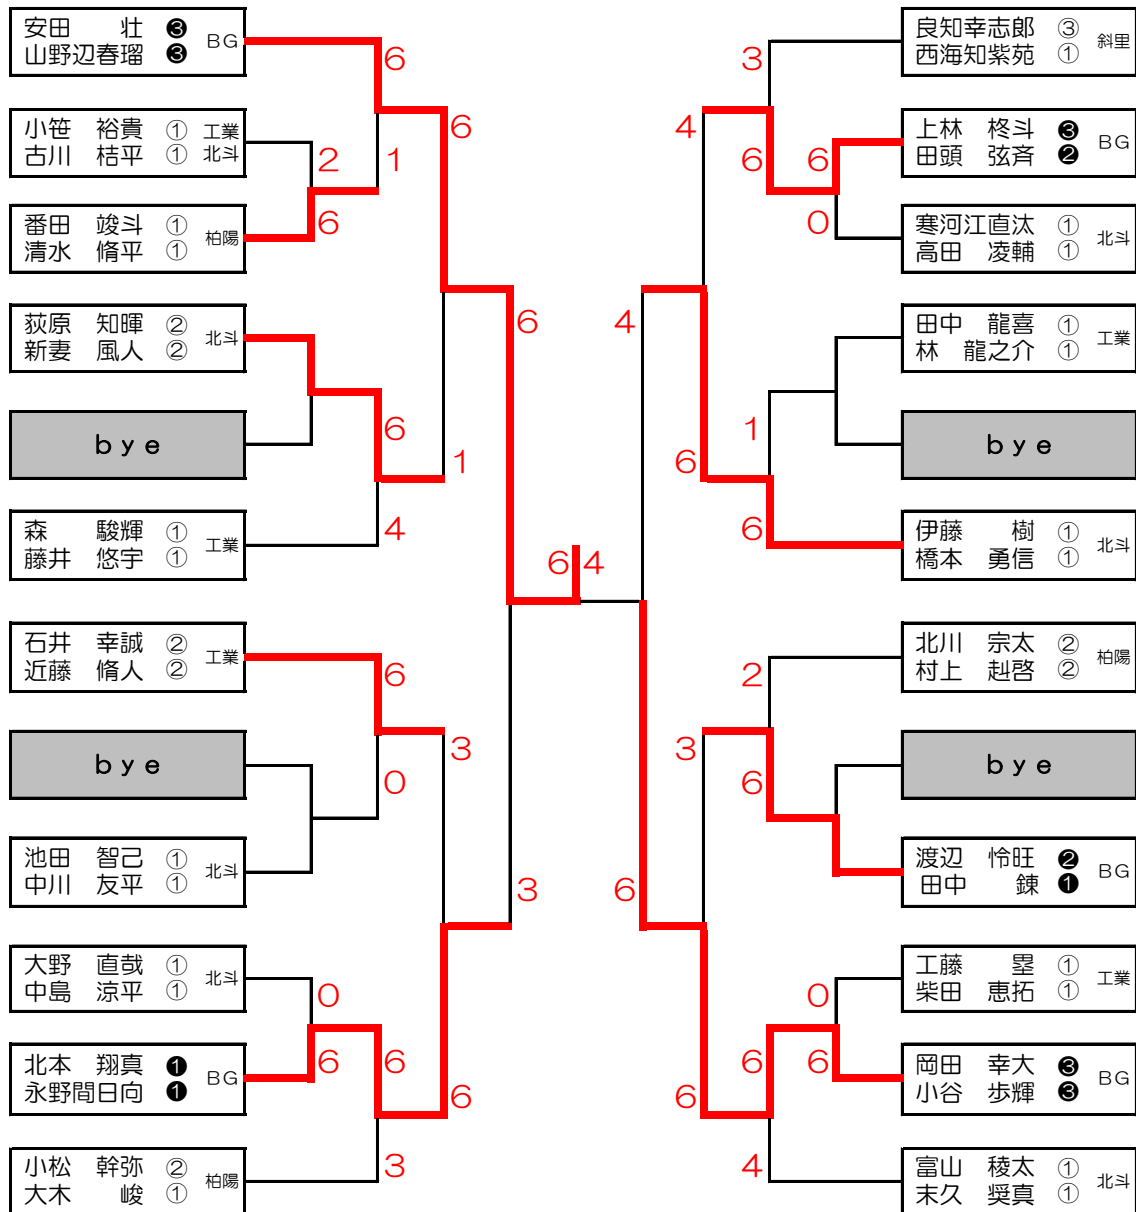 安田 壮 ❸ BG
山野辺春瑠 ❸
小笹 裕貴 ① 工業
古川 桔平 ① 北斗
番田 竣斗 ① 柏陽
清水 脩平 ①
荻原 知暉 ② 北斗
新妻 風人 ②
bye
森 駿輝 ① 工業
藤井 悠宇 ①
石井 幸誠 ② 工業
近藤 脩人 ②
bye
池田 智己 ① 北斗
中川 友平 ①
大野 直哉 ① 北斗
中島 涼平 ①
北本 翔真 ❶ BG
永野間日向 ❶
小松 幹弥 ② 柏陽
大木 峻 ①
6
2
1
6
6
6
4
1
6
6
0
3
0
6
6
3
6
3
6 4
4
6
4
6
3
6
6
0
1
6
2
6
3
0
6
6
4
6
良知幸志郎 ③ 斜里
西海知紫苑 ①
上林 柊斗 ❸ BG
田頭 弦斉 ❷
寒河江直汰 ① 北斗
高田 凌輔 ①
田中 龍喜 ① 工業
林 龍之介 ①
bye
伊藤 樹 ① 北斗
橋本 勇信 ①
北川 宗太 ② 柏陽
村上 赳啓 ②
bye
渡辺 怜旺 ❷ BG
田中 錬 ❶
工藤 塁 ① 工業
柴田 恵拓 ①
岡田 幸大 ❸ BG
小谷 歩輝 ❸
富山 稜太 ① 北斗
末久 奨真 ①